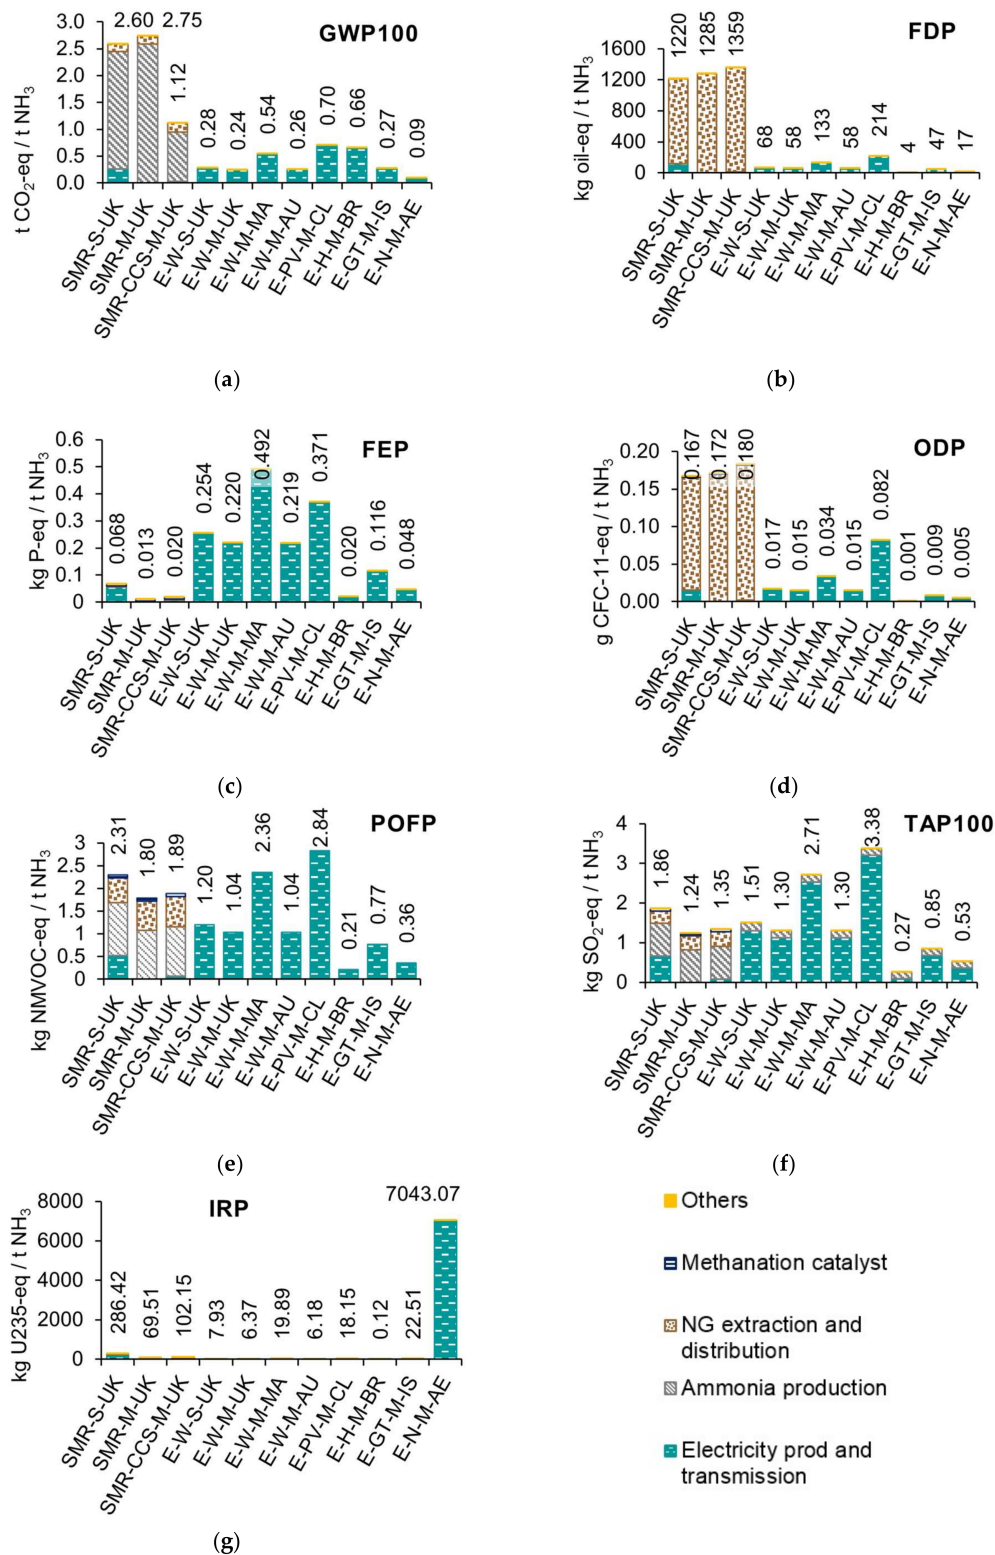 GWP100
t CO2-eq / t NH3
3.0
2.5
2.0
1.5
1.0
0.5
0.0
2.60
2.75
1.12
0.28
0.24
0.54
0.26
0.70
0.66
0.27
0.09
SMR-S-UK
SMR-M-UK
SMR-CCS-M-UK
E-W-S-UK
E-W-M-UK
E-W-M-MA
E-W-M-AU
E-PV-M-CL
E-H-M-BR
E-GT-M-IS
E-N-M-AE
(a)
FDP
kg oil-eq / t NH3
1600
1200
800
400
0
1220
1285
1359
68
58
133
58
214
4
47
17
SMR-S-UK
SMR-M-UK
SMR-CCS-M-UK
E-W-S-UK
E-W-M-UK
E-W-M-MA
E-W-M-AU
E-PV-M-CL
E-H-M-BR
E-GT-M-IS
E-N-M-AE
(b)
FEP
kg P-eq / t NH3
0.6
0.5
0.4
0.3
0.2
0.1
0
0.068
0.013
0.020
0.254
0.220
0.492
0.219
0.371
0.020
0.116
0.048
SMR-S-UK
SMR-M-UK
SMR-CCS-M-UK
E-W-S-UK
E-W-M-UK
E-W-M-MA
E-W-M-AU
E-PV-M-CL
E-H-M-BR
E-GT-M-IS
E-N-M-AE
(c)
ODP
g CFC-11-eq / t NH3
0.20
0.15
0.10
0.05
0.00
0.167
0.172
0.180
0.017
0.015
0.034
0.015
0.082
0.001
0.009
0.005
SMR-S-UK
SMR-M-UK
SMR-CCS-M-UK
E-W-S-UK
E-W-M-UK
E-W-M-MA
E-W-M-AU
E-PV-M-CL
E-H-M-BR
E-GT-M-IS
E-N-M-AE
(d)
POFP
kg NMVOC-eq / t NH3
3
2.5
2
1.5
1
0.5
0
2.31
1.80
1.89
1.20
1.04
2.36
1.04
2.84
0.21
0.77
0.36
SMR-S-UK
SMR-M-UK
SMR-CCS-M-UK
E-W-S-UK
E-W-M-UK
E-W-M-MA
E-W-M-AU
E-PV-M-CL
E-H-M-BR
E-GT-M-IS
E-N-M-AE
(e)
TAP100
kg SO2-eq / t NH3
4
3
2
1
0
1.86
1.24
1.35
1.51
1.30
2.71
1.30
3.38
0.27
0.85
0.53
SMR-S-UK
SMR-M-UK
SMR-CCS-M-UK
E-W-S-UK
E-W-M-UK
E-W-M-MA
E-W-M-AU
E-PV-M-CL
E-H-M-BR
E-GT-M-IS
E-N-M-AE
(f)
IRP
kg U235-eq / t NH3
8000
6000
4000
2000
0
286.42
69.51
102.15
7.93
6.37
19.89
6.18
18.15
0.12
22.51
7043.07
SMR-S-UK
SMR-M-UK
SMR-CCS-M-UK
E-W-S-UK
E-W-M-UK
E-W-M-MA
E-W-M-AU
E-PV-M-CL
E-H-M-BR
E-GT-M-IS
E-N-M-AE
(g)
Others
Methanation catalyst
NG extraction and
distribution
Ammonia production
Electricity prod and
transmission